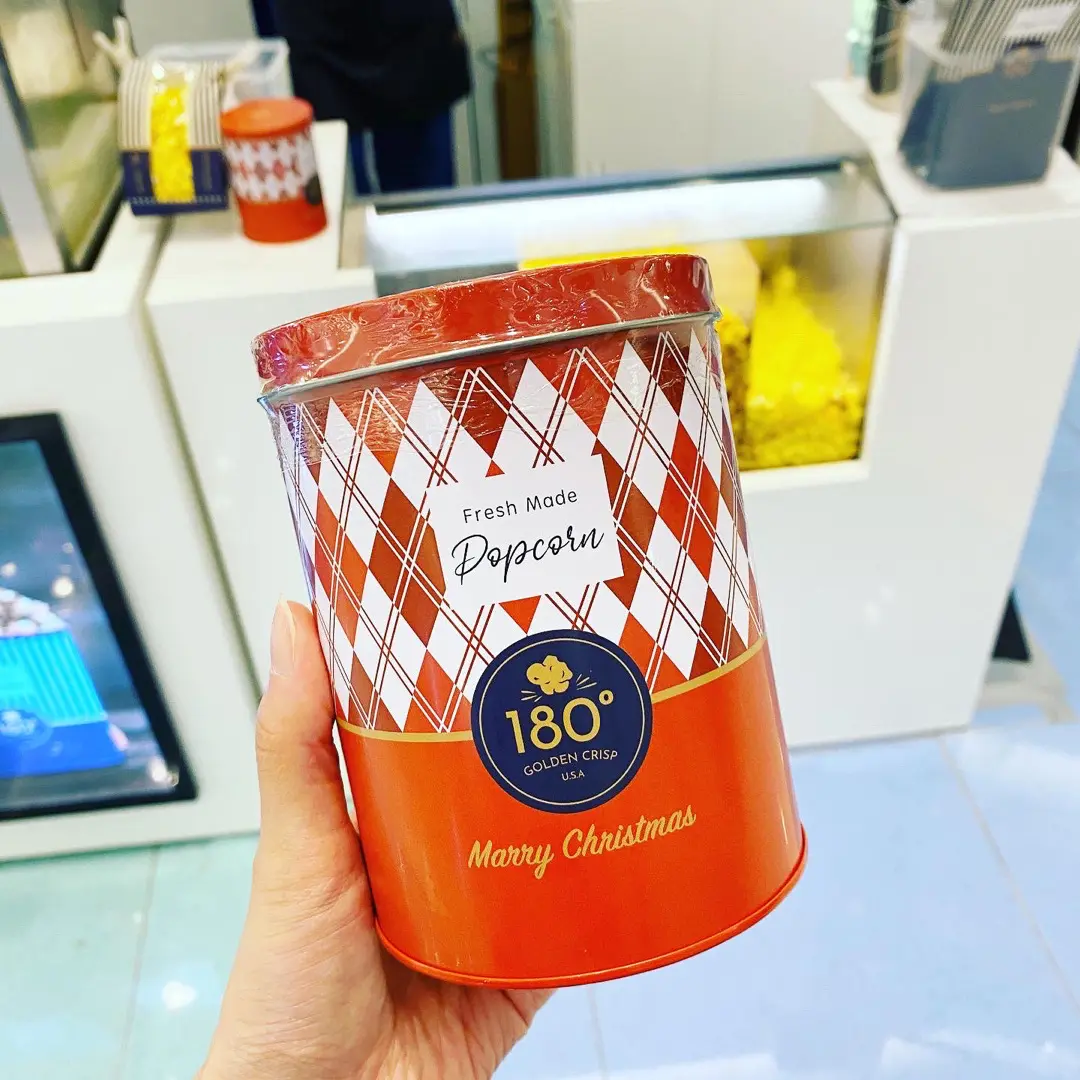 Fresh Made
Popcorn
180°
GOLDEN CRISP
U.S.A
Marry Christmas